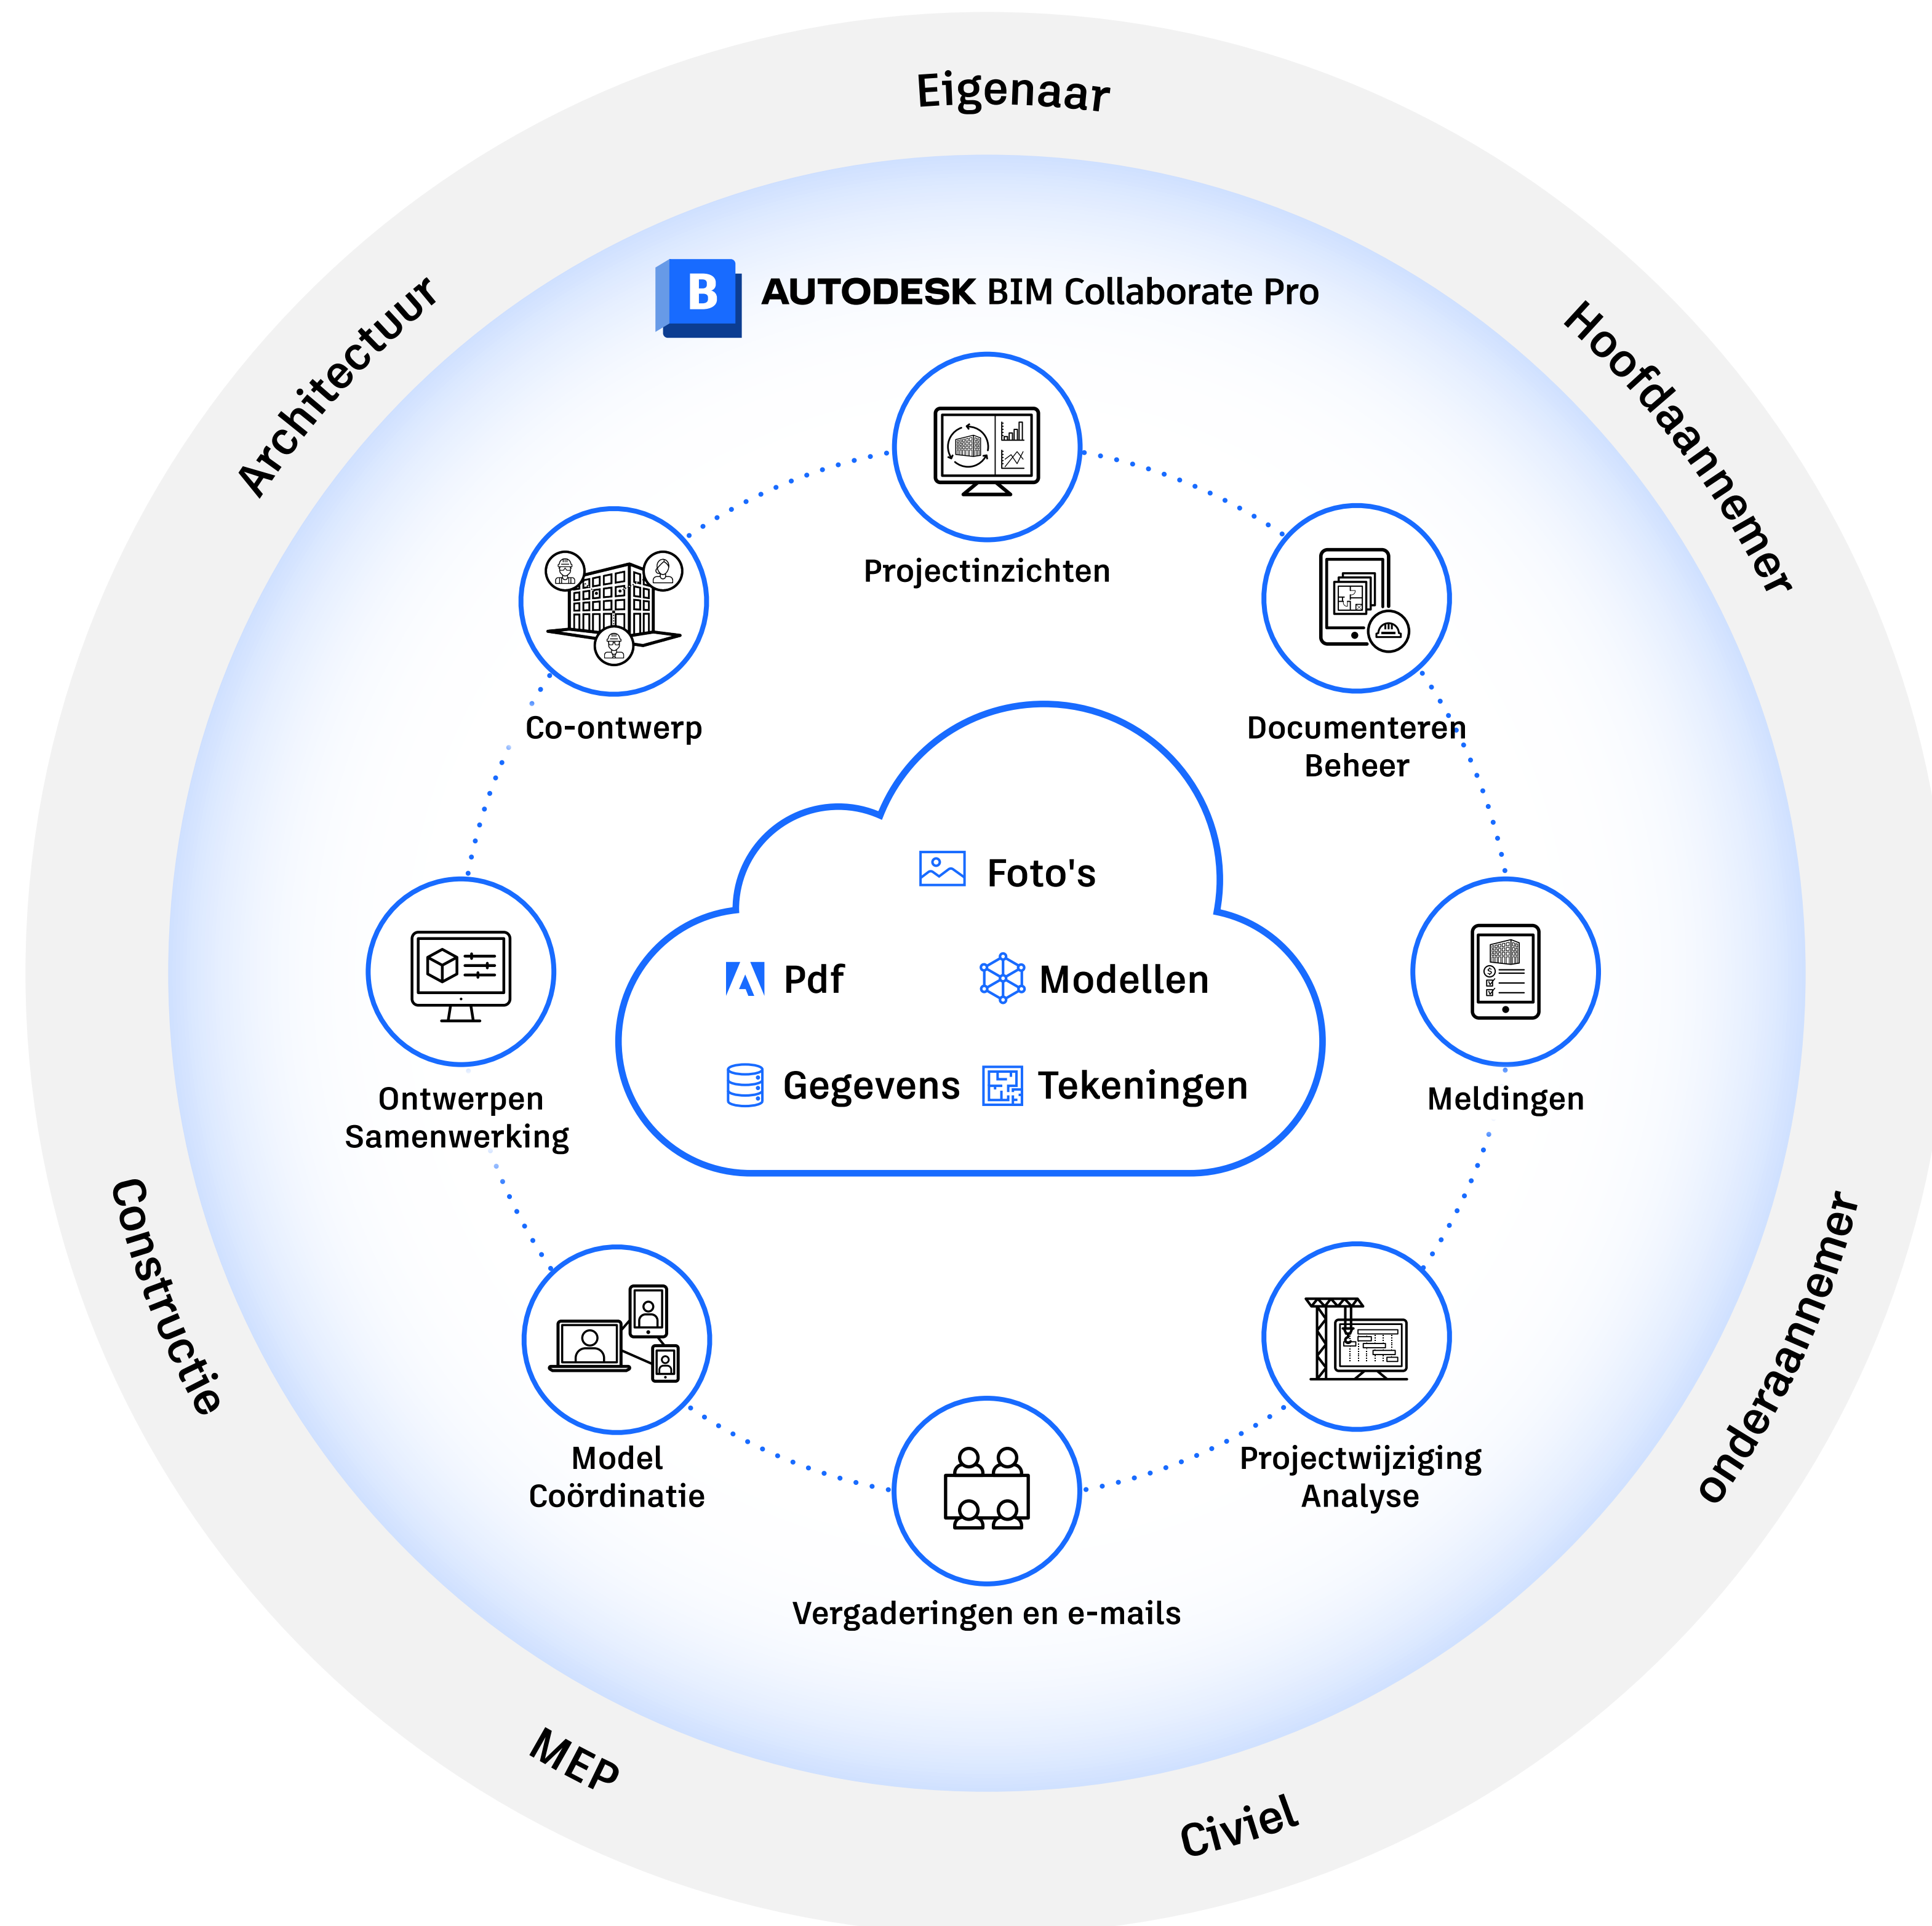 Eigenaar
Architectuur
Hoofdaannemer
B AUTODESK BIM Collaborate Pro
Projectinzichten
Co-ontwerp
Documenteren
Beheer
Foto's
Pdf
Modellen
Gegevens
Tekeningen
Ontwerpen
Samenwerking
Meldingen
Constructie
onderaannemer
Model
Coördinatie
Projectwijziging
Analyse
Vergaderingen en e-mails
MEP
Civiel